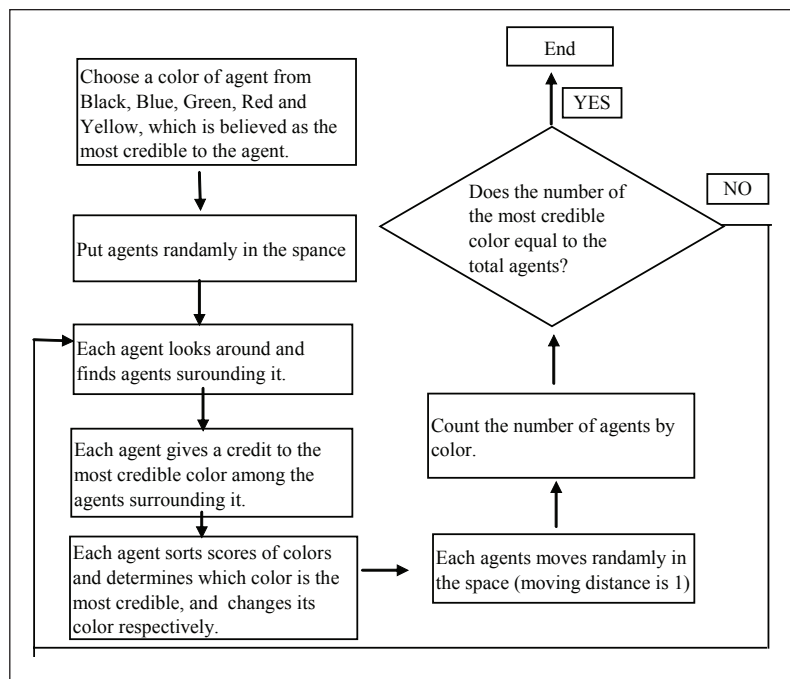 Choose a color of agent from
Black, Blue, Green, Red and
Yellow, which is believed as the
most credible to the agent.
Put agents randamly in the spance
Each agent looks around and
finds agents surounding it.
Each agent gives a credit to the
most credible color among the
agents surrounding it.
Each agent sorts scores of colors
and determines which color is the
most credible, and changes its
color respectively.
Each agents moves randamly in
the space (moving distance is 1)
Count the number of agents by
color.
Does the number of
the most credible
color equal to the
total agents?
YES
NO
End